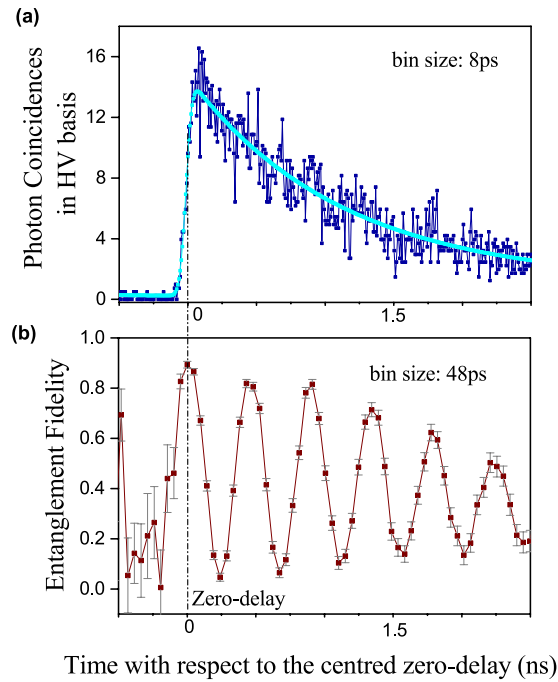 (a)
16
12
8
4
0
Photon Coincidences
in HV basis
bin size: 8ps
0
1.5
(b)
1.0
0.8
0.6
0.4
0.2
0.0
Entanglement Fidelity
bin size: 48ps
Zero-delay
0
1.5
Time with respect to the centred zero-delay (ns)